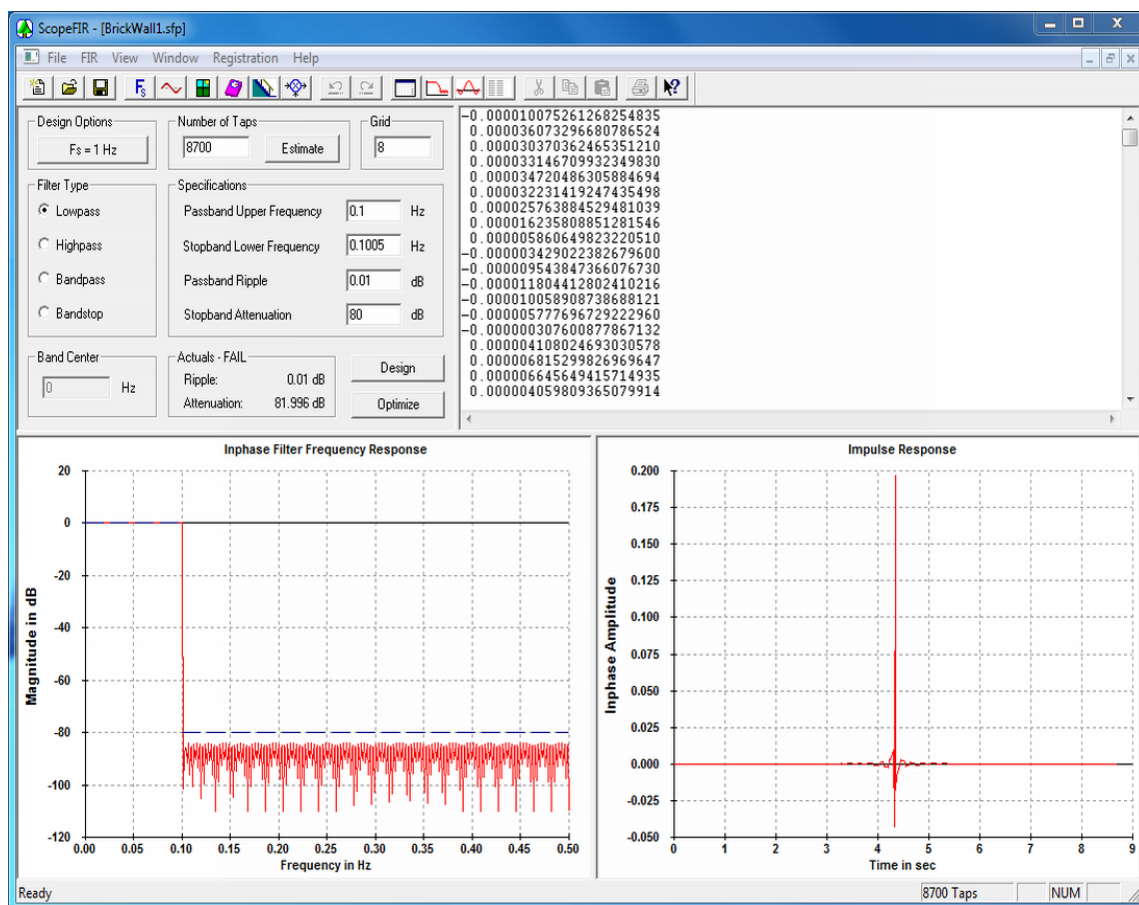 ScopeFIR - [BrickWall1.sfp]
File FIR View Window Registration Help
Design Options
Fs = 1 Hz
Number of Taps
8700
Estimate
Grid
8
Filter Type
Lowpass
Highpass
Bandpass
Bandstop
Specifications
Passband Upper Frequency 0.1 Hz
Stopband Lower Frequency 0.1005 Hz
Passband Ripple 0.01 dB
Stopband Attenuation 80 dB
Band Center
0 Hz
Actuals - FAIL
Ripple: 0.01 dB
Attenuation: 81.996 dB
Design
Optimize
-0.000010075261268254835
0.000003607329668078652​4
0.000030370362465351210
0.000033146709932349830
0.000034720486305884694
0.000032231419247435498
0.000025763884529481039
0.000016235808851281546
0.000005860649823220510
-0.000003429022382679600
-0.000009543847366076730
-0.000011804412802410216
-0.000010058908738688121
-0.000005777696729222960
-0.000000307600877867132
0.000004108024693030578
0.000006815299826969647
0.000006645649415714935
0.000004059809365079914
Inphase Filter Frequency Response
Magnitude in dB
20
0
-20
-40
-60
-80
-100
-120
0.00 0.05 0.10 0.15 0.20 0.25 0.30 0.35 0.40 0.45 0.50
Frequency in Hz
Impulse Response
Inphase Amplitude
0.200
0.175
0.150
0.125
0.100
0.075
0.050
0.025
0.000
-0.025
-0.050
0 1 2 3 4 5 6 7 8 9
Time in sec
Ready
8700 Taps
NUM